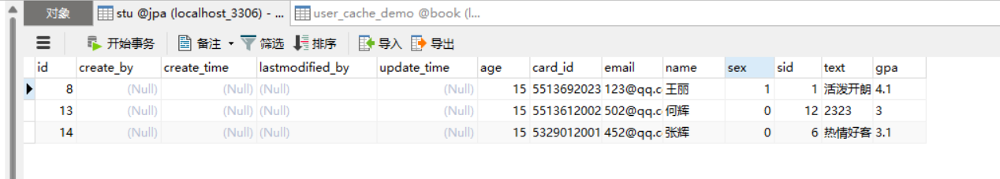 对象 stu @jpa (localhost_3306) - ... user_cache_demo @book (l...
开始事务 备注 筛选 排序 导入 导出
id create_by create_time lastmodified_by update_time age card_id email name sex sid text gpa
8 (Null) (Null) (Null) (Null) 15 5513692023 123@qq.c 王丽 1 1 活泼开朗 4.1
13 (Null) (Null) (Null) (Null) 15 5513612002 502@qq.c 何辉 0 12 2323 3
14 (Null) (Null) (Null) (Null) 15 5329012001 452@qq.c 张辉 0 6 热情好客 3.1